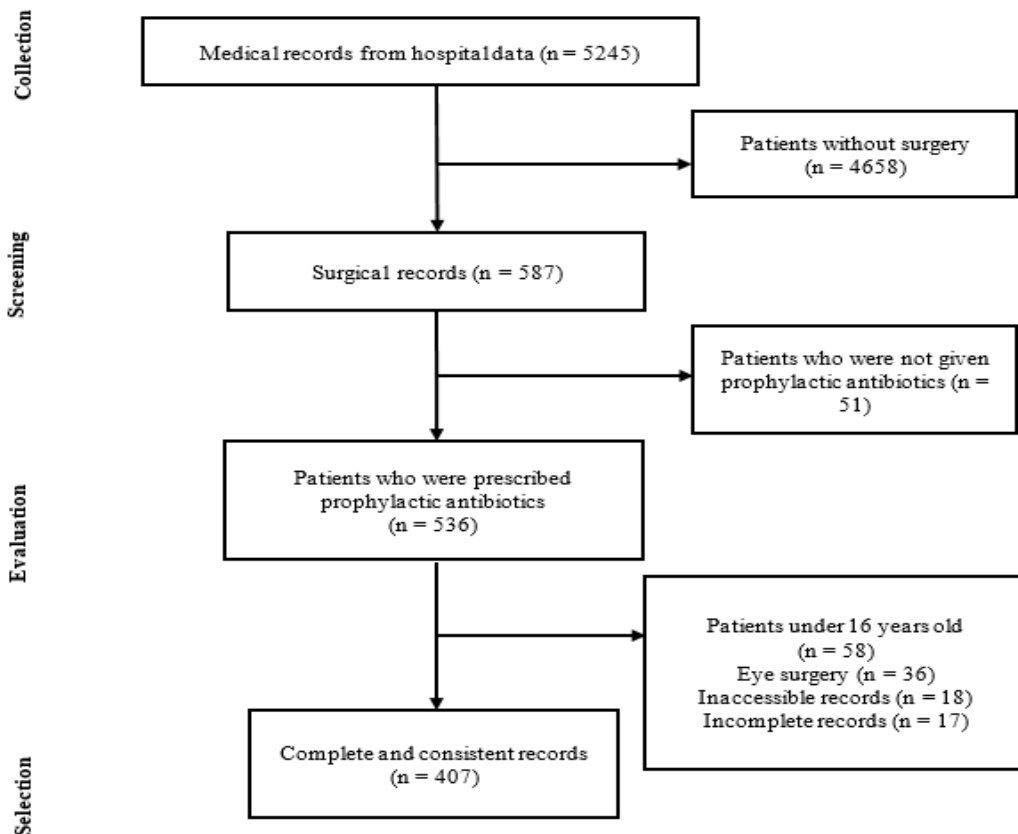 Collection
Medical records from hospital data (n = 5245)
Patients without surgery
(n = 4658)
Screening
Surgical records (n = 587)
Patients who were not given
prophylactic antibiotics (n =
51)
Evaluation
Patients who were prescribed
prophylactic antibiotics
(n = 536)
Patients under 16 years old
(n = 58)
Eye surgery (n = 36)
Inaccessible records (n = 18)
Incomplete records (n = 17)
Selection
Complete and consistent records
(n = 407)